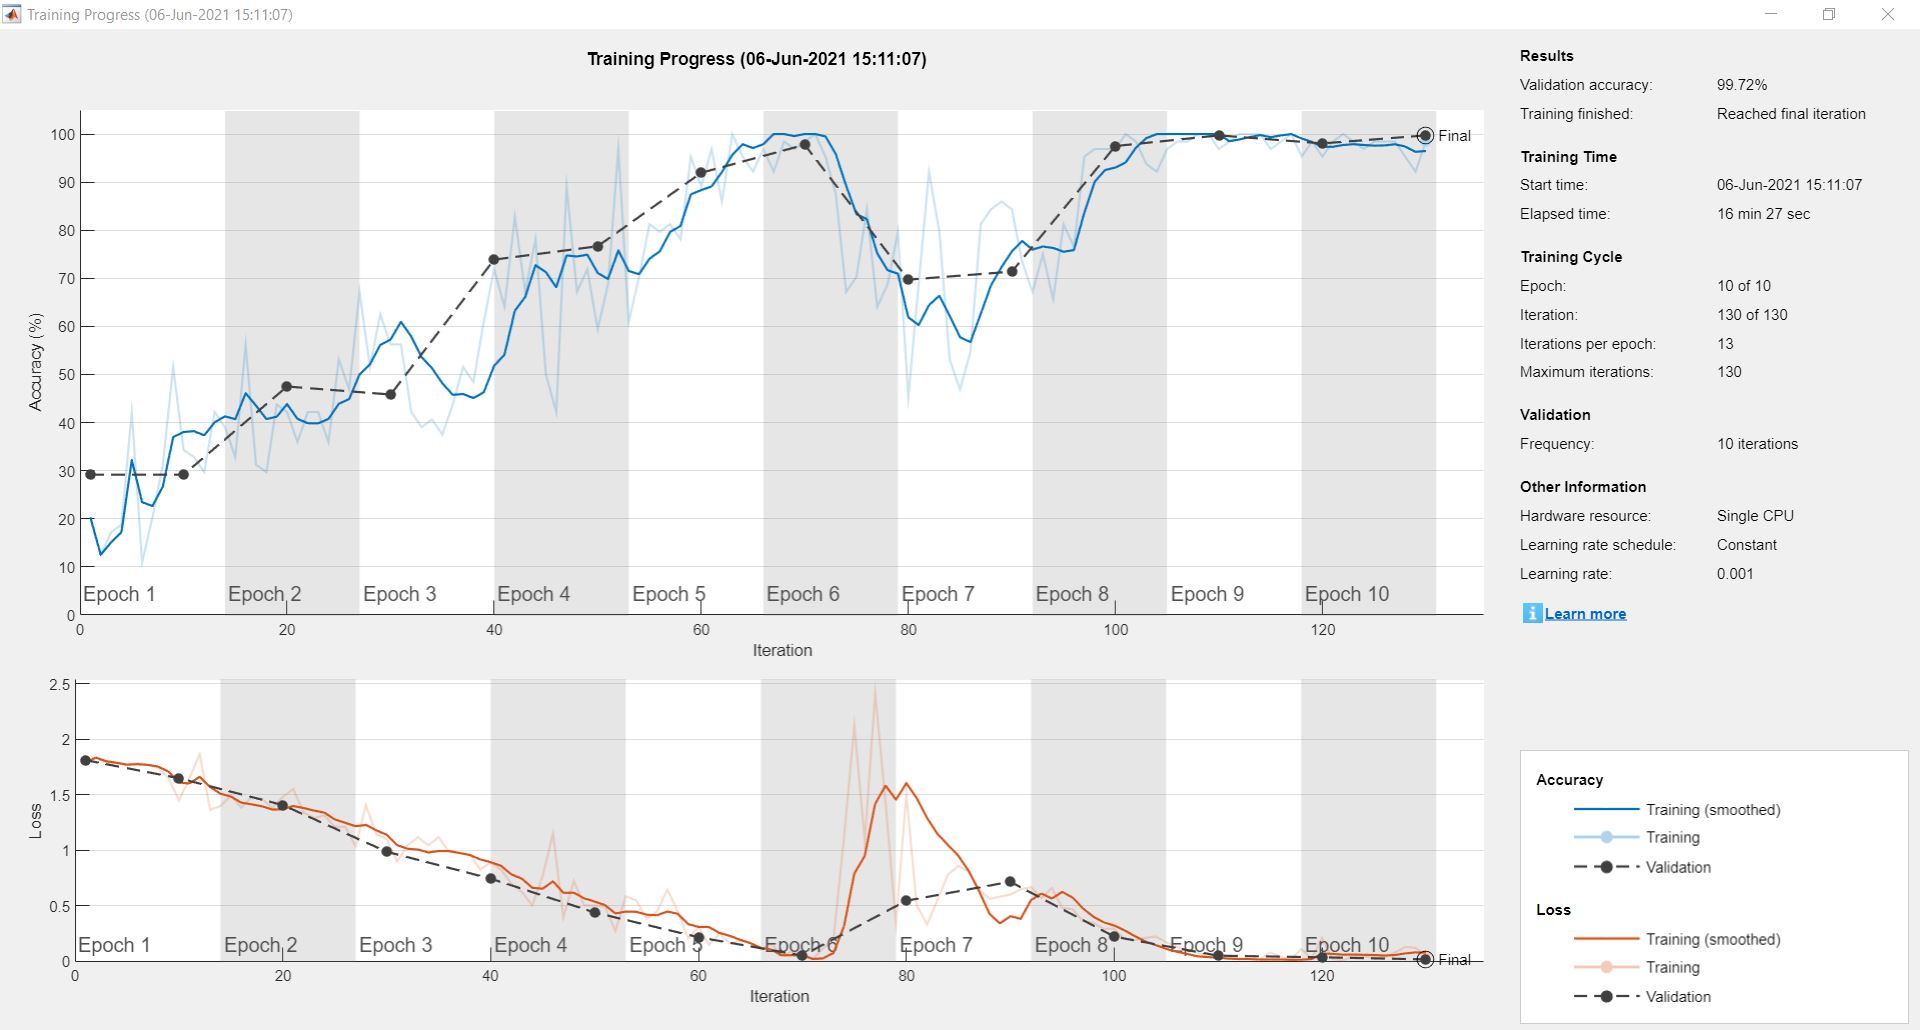 Training Progress (06-Jun-2021 15:11:07)
Training Progress (06-Jun-2021 15:11:07)
Accuracy (%)
100
90
80
70
60
50
40
30
20
10
0
Final
Epoch 1 Epoch 2 Epoch 3 Epoch 4 Epoch 5 Epoch 6 Epoch 7 Epoch 8 Epoch 9 Epoch 10
0 20 40 60 80 100 120
Iteration
Loss
2.5
2
1.5
1
0.5
0
Final
Epoch 1 Epoch 2 Epoch 3 Epoch 4 Epoch 5 Epoch 6 Epoch 7 Epoch 8 Epoch 9 Epoch 10
0 20 40 60 80 100 120
Iteration
Results
Validation accuracy: 99.72%
Training finished: Reached final iteration
Training Time
Start time: 06-Jun-2021 15:11:07
Elapsed time: 16 min 27 sec
Training Cycle
Epoch: 10 of 10
Iteration: 130 of 130
Iterations per epoch: 13
Maximum iterations: 130
Validation
Frequency: 10 iterations
Other Information
Hardware resource: Single CPU
Learning rate schedule: Constant
Learning rate: 0.001
i Learn more
Accuracy
Training (smoothed)
Training
Validation
Loss
Training (smoothed)
Training
Validation